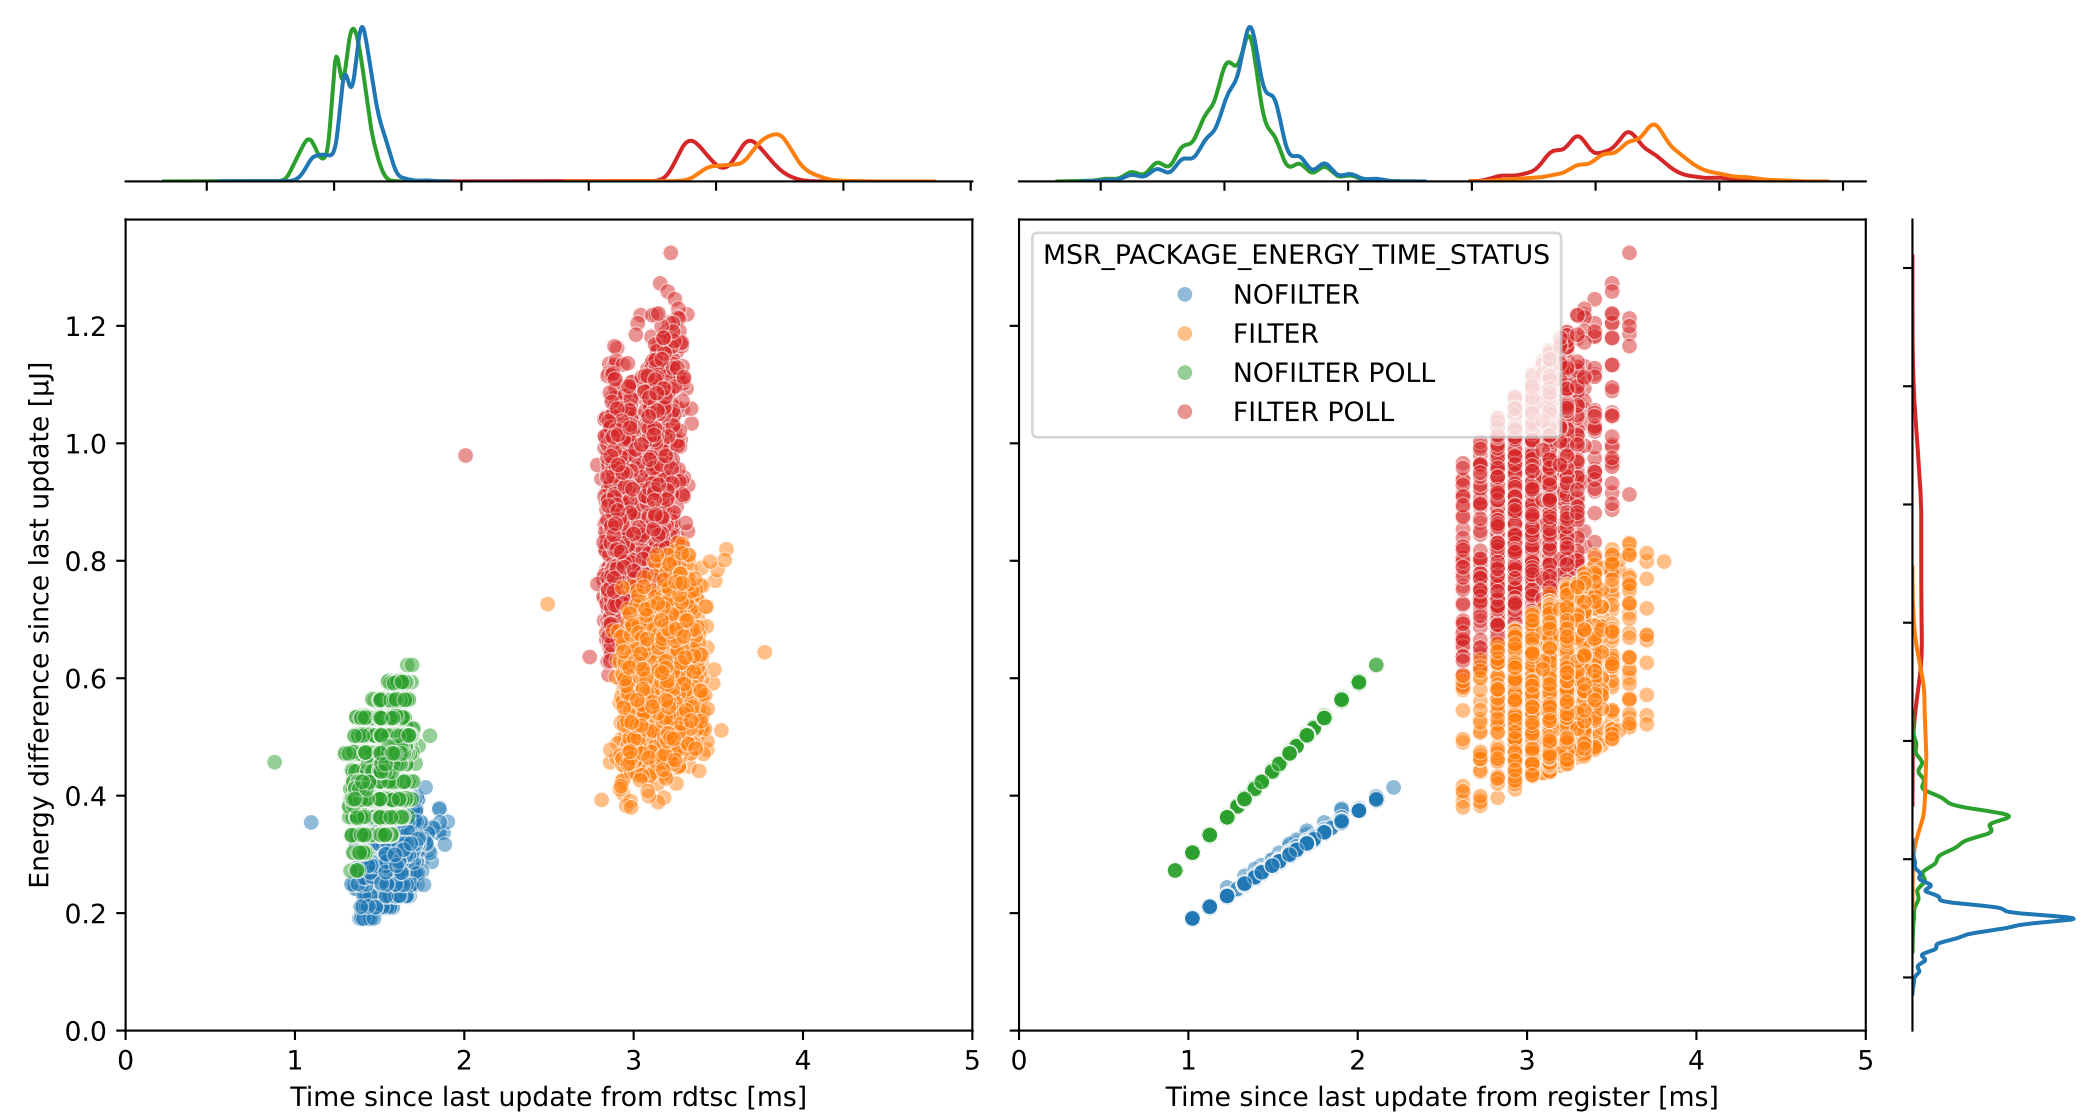 MSR_PACKAGE_ENERGY_TIME_STATUS
NOFILTER
FILTER
NOFILTER POLL
FILTER POLL
Energy difference since last update [µJ]
1.2
1.0
0.8
0.6
0.4
0.2
0.0
0 1 2 3 4 5
0 1 2 3 4 5
Time since last update from rdtsc [ms]
Time since last update from register [ms]